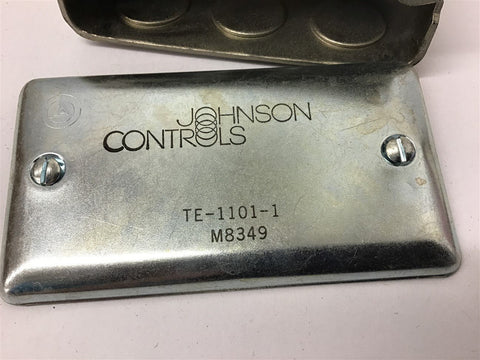 JOHNSON
CONTROLS
TE-1101-1
M8349